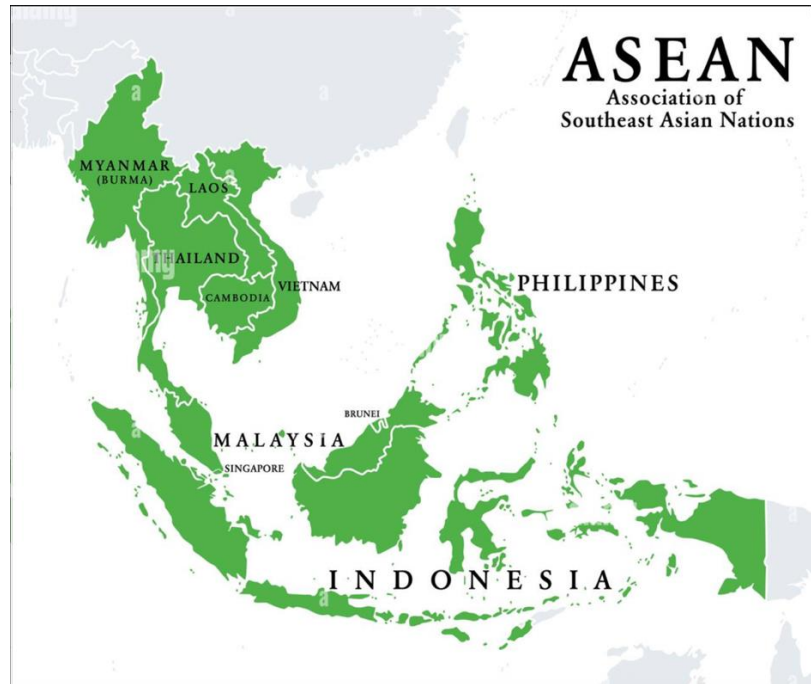 ASEAN
Association of
Southeast Asian Nations
MYANMAR
(BURMA)
LAOS
THAILAND
CAMBODIA
VIETNAM
PHILIPPINES
BRUNEI
MALAYSIA
SINGAPORE
INDONESIA
a
a
a
a
a
a